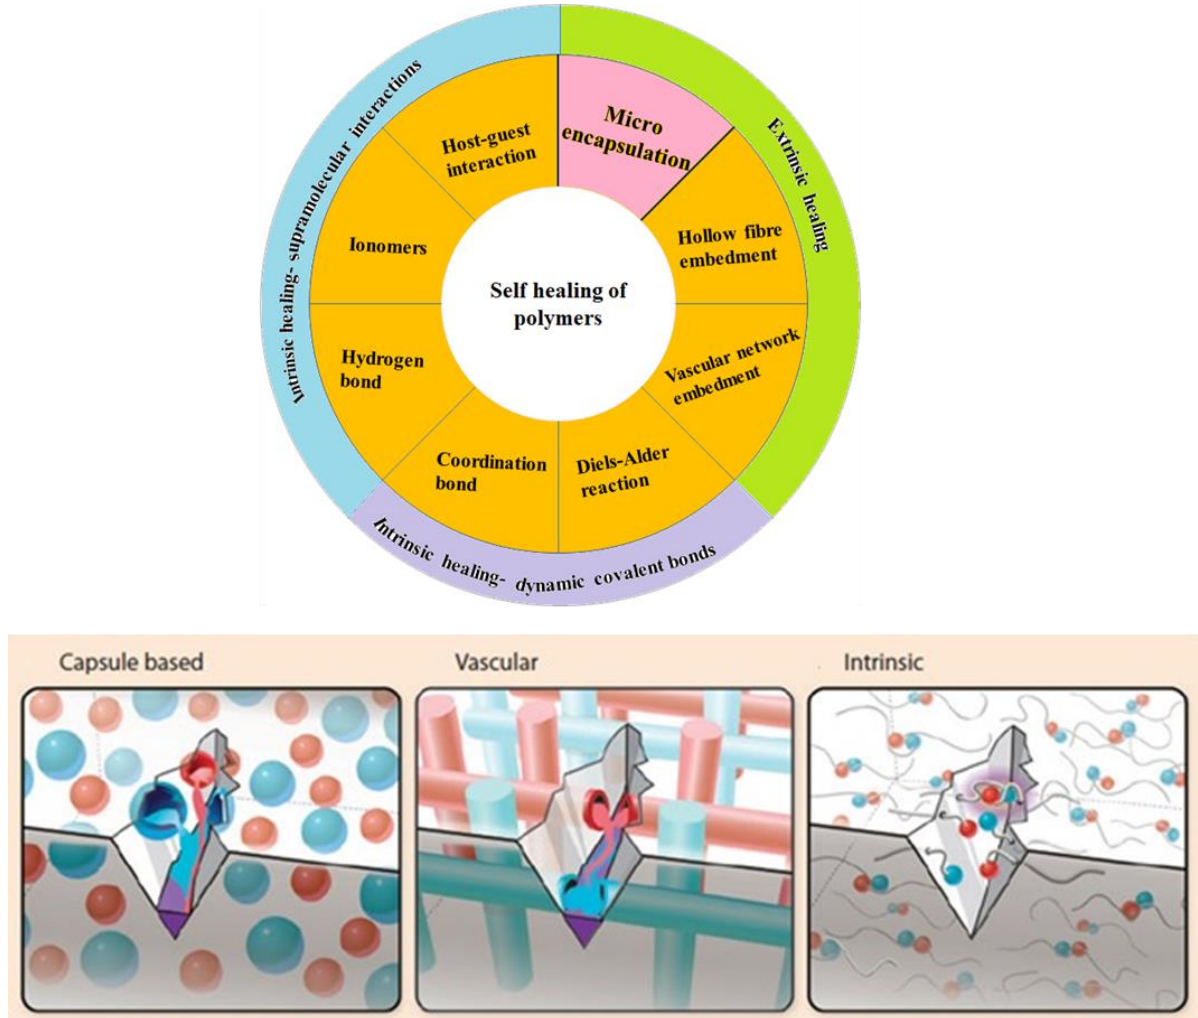 Intrinsic healing- supramolecular interactions
Extrinsic healing
Host-guest
interaction
Micro
encapsulation
Ionomers
Hollow fibre
embedment
Self healing of
polymers
Hydrogen
bond
Vascular network
embedment
Coordination
bond
Diels-Alder
reaction
Intrinsic healing- dynamic covalent bonds
Capsule based
Vascular
Intrinsic